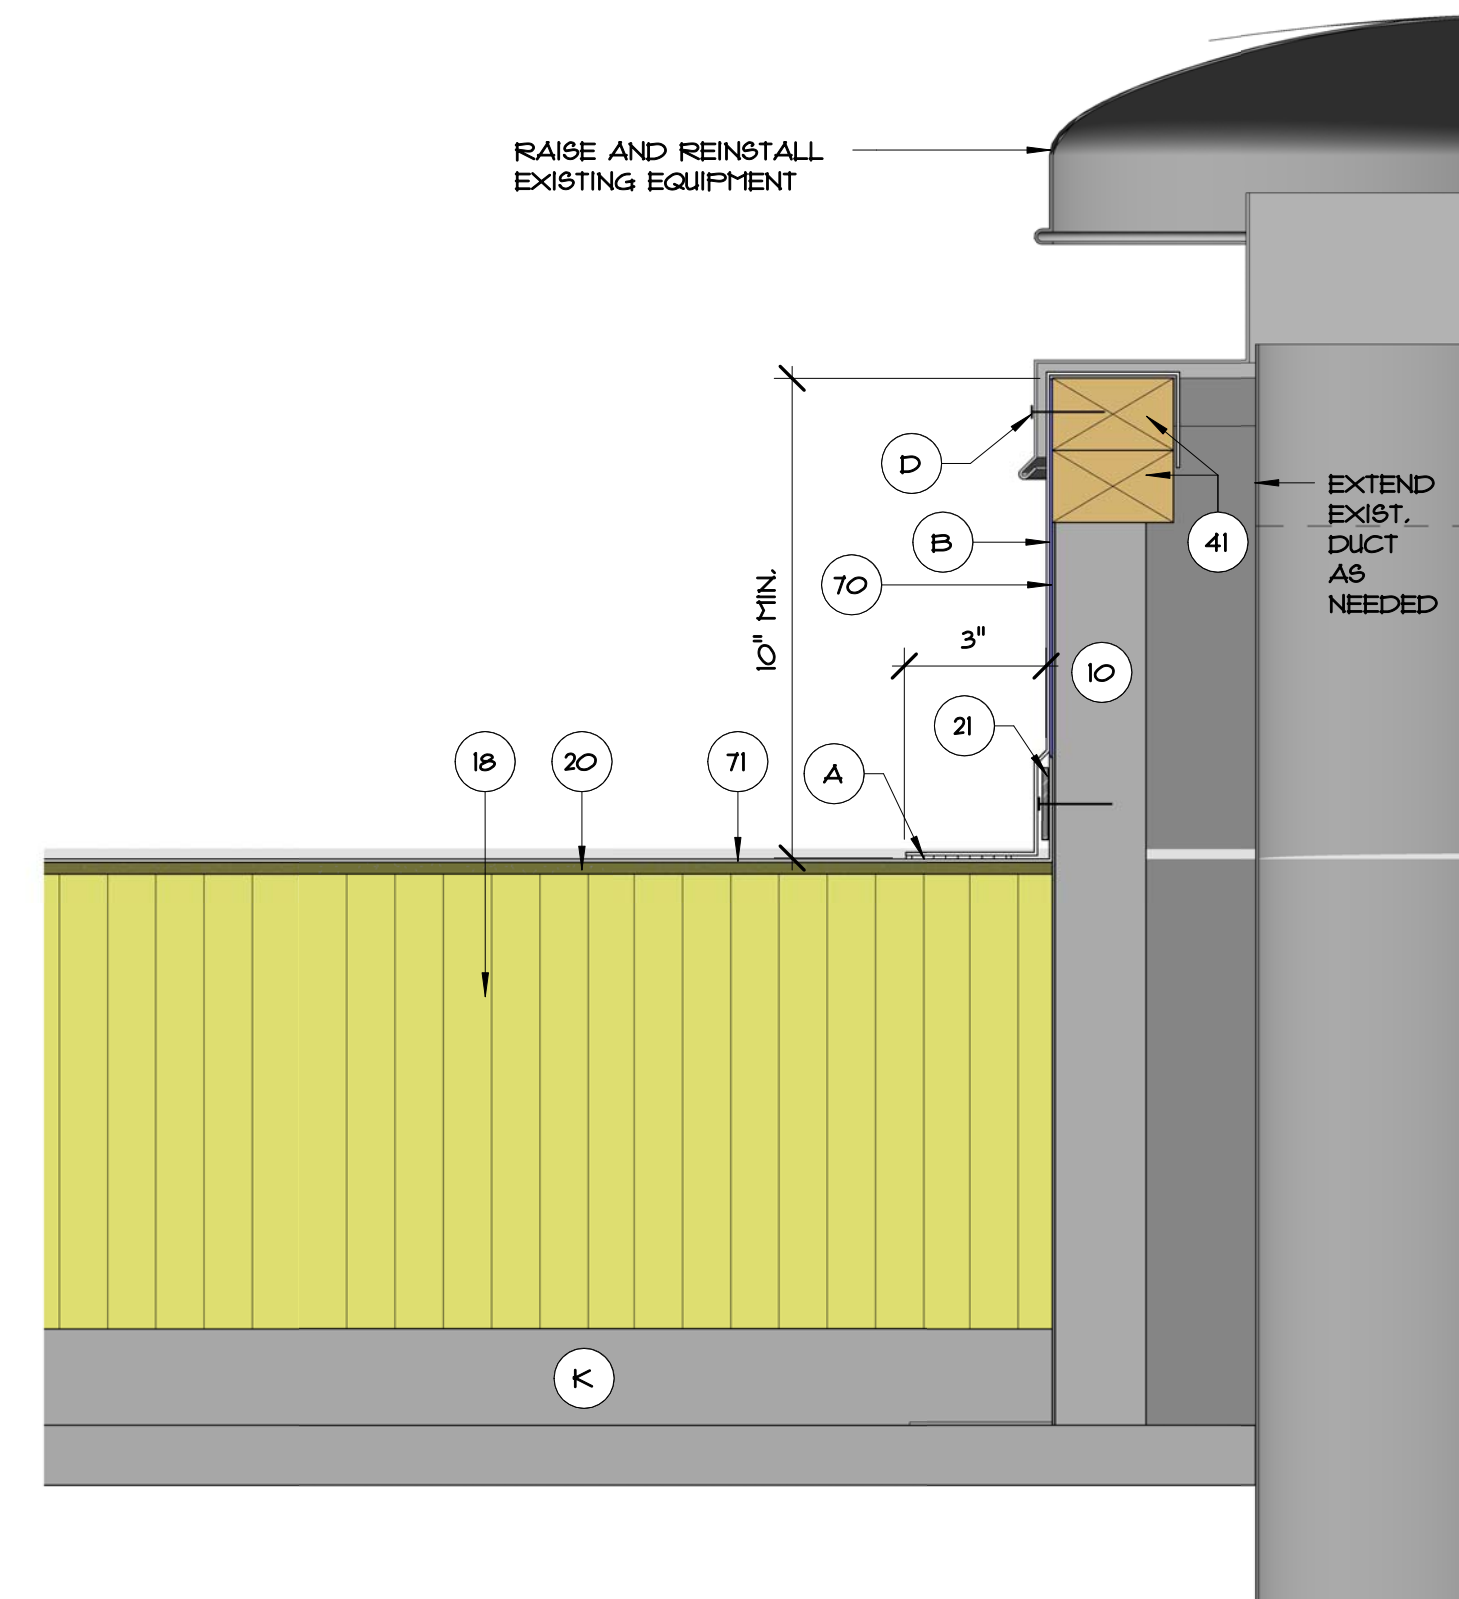 RAISE AND REINSTALL
EXISTING EQUIPMENT
D
B
41
EXTEND
EXIST.
DUCT
AS
NEEDED
70
10" MIN.
3"
10
21
18
20
71
A
K